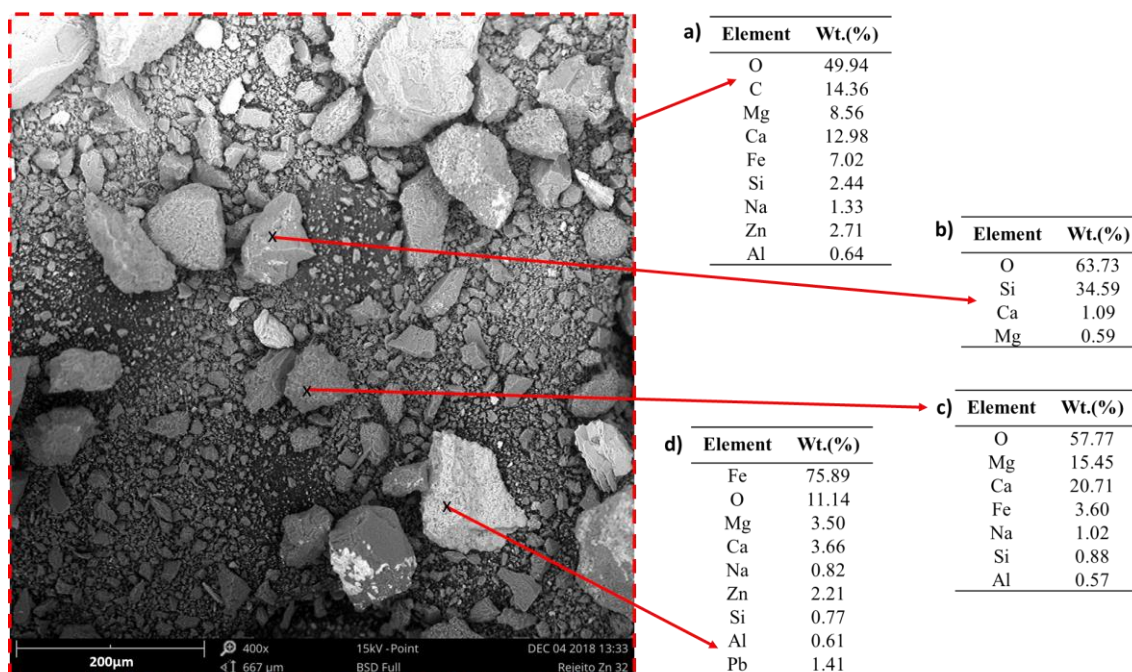 a)
Element Wt.(%)
O 49.94
C 14.36
Mg 8.56
Ca 12.98
Fe 7.02
Si 2.44
Na 1.33
Zn 2.71
Al 0.64
b)
Element Wt.(%)
O 63.73
Si 34.59
Ca 1.09
Mg 0.59
c)
Element Wt.(%)
O 57.77
Mg 15.45
Ca 20.71
Fe 3.60
Na 1.02
Si 0.88
Al 0.57
d)
Element Wt.(%)
Fe 75.89
O 11.14
Mg 3.50
Ca 3.66
Na 0.82
Zn 2.21
Si 0.77
Al 0.61
Pb 1.41
x
x
x
200µm
400x 15kV -Point DEC 04 2018 13:33
667 µm BSD Full Rejeito Zn 32